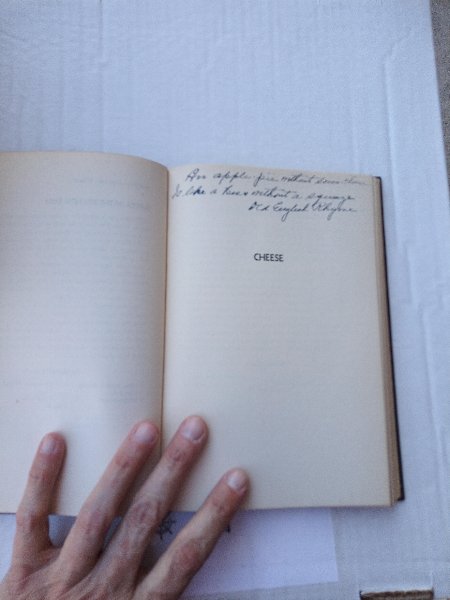 An apple pie without some cheese
Is like a kiss without a squeeze
Old English Rhyme
CHEESE